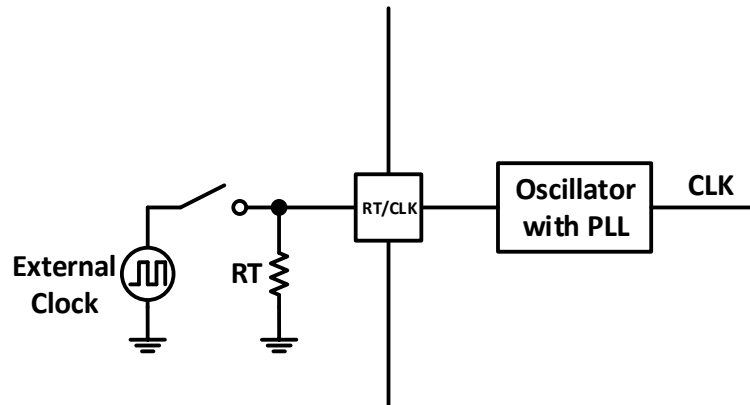 External
Clock
RT
RT/CLK
Oscillator
with PLL
CLK